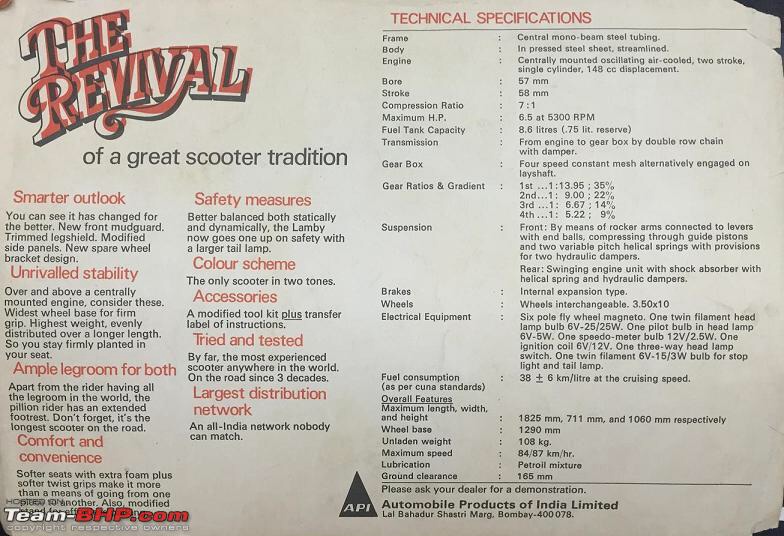 THE
REVIVAL
of a great scooter tradition
Smarter outlook
You can see it has changed for
the better. New front mudguard.
Trimmed legshield. Modified
side panels. New spare wheel
bracket design.
Unrivalled stability
Over and above a centrally
mounted engine, consider these.
Widest wheel base for firm
grip. Highest weight, evenly
distributed over a longer length.
So you stay firmly planted in
your seat.
Ample legroom for both
Apart from the rider having all
the legroom in the world, the
pillion rider has an extended
footrest. Don't forget, it's the
longest scooter on the road.
Comfort and
convenience
Softer seats with extra foam plus
softer twist grips make it more
than a means of going from one
place to another. Also, modified
stand for
Safety measures
Better balanced both statically
and dynamically, the Lamby
now goes one up on safety with
a larger tail lamp.
Colour scheme
The only scooter in two tones.
Accessories
A modified tool kit plus transfer
label of instructions.
Tried and tested
By far, the most experienced
scooter anywhere in the world.
On the road since 3 decades.
Largest distribution
network
An all-India network nobody
can match.
TECHNICAL SPECIFICATIONS
Frame : Central mono-beam steel tubing.
Body : In pressed steel sheet, streamlined.
Engine : Centrally mounted oscillating air-cooled, two stroke,
single cylinder, 148 cc displacement.
Bore : 57 mm
Stroke : 58 mm
Compression Ratio : 7:1
Maximum H.P. : 6.5 at 5300 RPM
Fuel Tank Capacity : 8.6 litres (.75 lit. reserve)
Transmission : From engine to gear box by double row chain
with damper.
Gear Box : Four speed constant mesh alternatively engaged on
layshaft.
Gear Ratios & Gradient : 1st ...1:13.95 ; 35%
2nd...1: 9.00 ; 22%
3rd ...1: 6.67 ; 14%
4th ...1: 5.22 ; 9%
Suspension : Front: By means of rocker arms connected to levers
with end balls, compressing through guide pistons
and two variable pitch helical springs with provisions
for two hydraulic dampers.
Rear: Swinging engine unit with shock absorber with
helical spring and hydraulic dampers.
Brakes : Internal expansion type.
Wheels : Wheels interchangeable. 3.50x10
Electrical Equipment : Six pole fly wheel magneto. One twin filament head
lamp bulb 6V-25/25W. One pilot bulb in head lamp
6V-5W. One speedo-meter bulb 12V/2.5W. One
ignition coil 6V/12V. One three-way head lamp
switch. One twin filament 6V-15/3W bulb for stop
light and tail lamp.
Fuel consumption : 38 ± 6 km/litre at the cruising speed.
(as per cuna standards)
Overall Features
Maximum length, width,
and height : 1825 mm, 711 mm, and 1060 mm respectively
Wheel base : 1290 mm
Unladen weight : 108 kg.
Maximum speed : 84/87 km/hr.
Lubrication : Petroil mixture
Ground clearance : 165 mm
Please ask your dealer for a demonstration.
API
Automobile Products of India Limited
Lal Bahadur Shastri Marg, Bombay-400 078.
HOSTED ON
Team-BHP.com
copyright respective owners